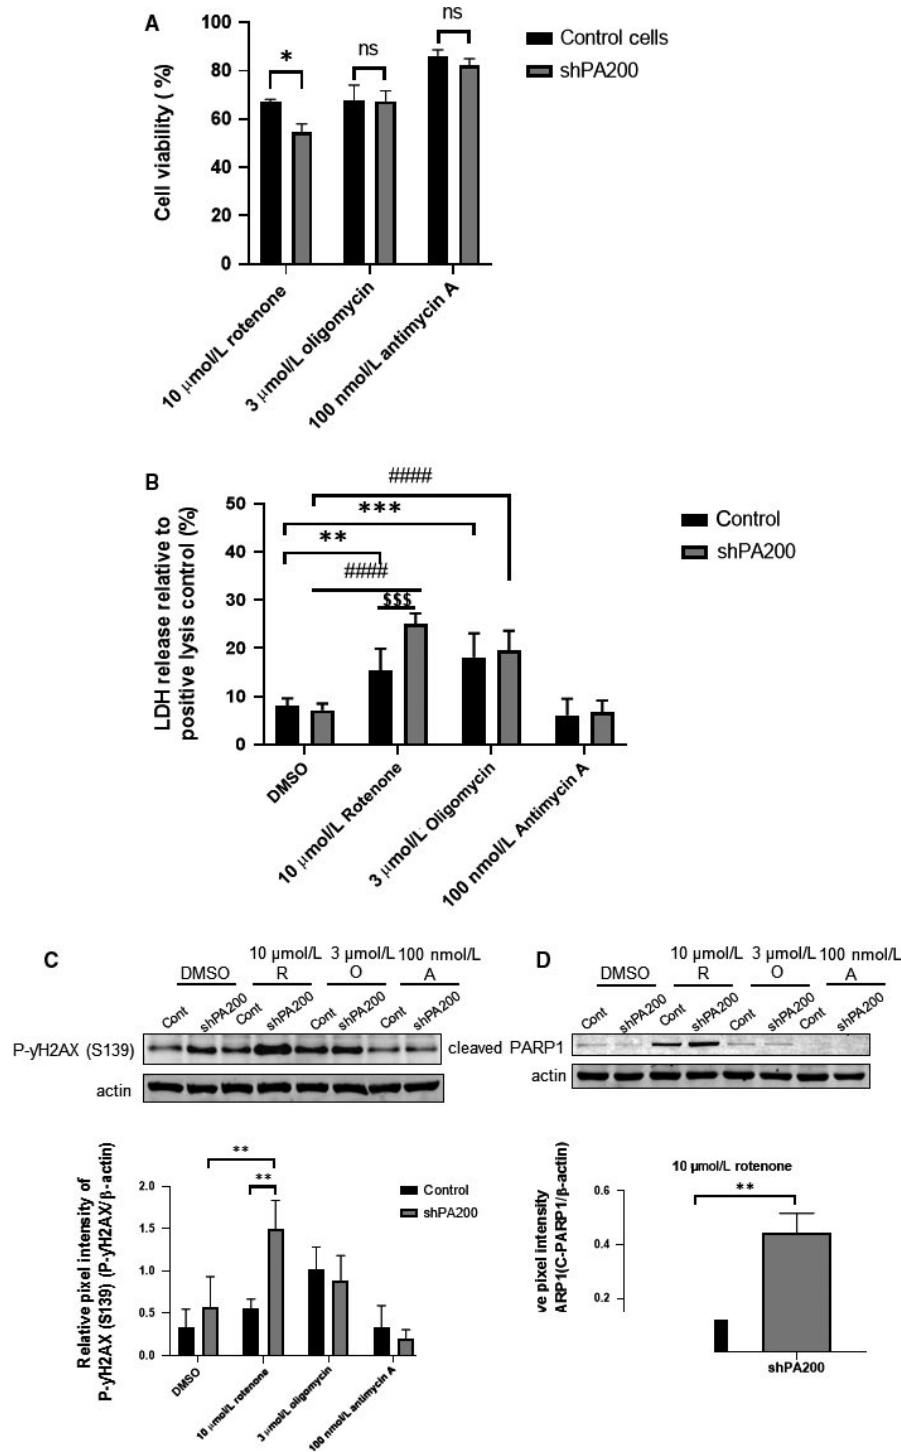 A
Cell viability ( %)
100
80
60
40
20
0
*
ns
ns
Control cells
shPA200
10 μmol/L rotenone
3 μmol/L oligomycin
100 nmol/L antimycin A
B
LDH release relative to
positive lysis control (%)
50
40
30
20
10
0
####
***
**
####
$$$
Control
shPA200
DMSO
10 μmol/L Rotenone
3 μmol/L Oligomycin
100 nmol/L Antimycin A
C
10 μmol/L 3 μmol/L 100 nmol/L
DMSO R O A
Cont shPA200 Cont shPA200 Cont shPA200 Cont shPA200
P-γH2AX (S139)
actin
Relative pixel intensity of
P-γH2AX (S139) (P-γH2AX/β-actin)
2.0
1.5
1.0
0.5
0.0
**
**
Control
shPA200
DMSO
10 μmol/L rotenone
3 μmol/L oligomycin
100 nmol/L antimycin A
D
10 μmol/L 3 μmol/L 100 nmol/L
DMSO R O A
Cont shPA200 Cont shPA200 Cont shPA200 Cont shPA200
cleaved PARP1
actin
10 μmol/L rotenone
ve pixel intensity
ARP1(C-PARP1/β-actin)
0.6
0.4
0.2
**
shPA200